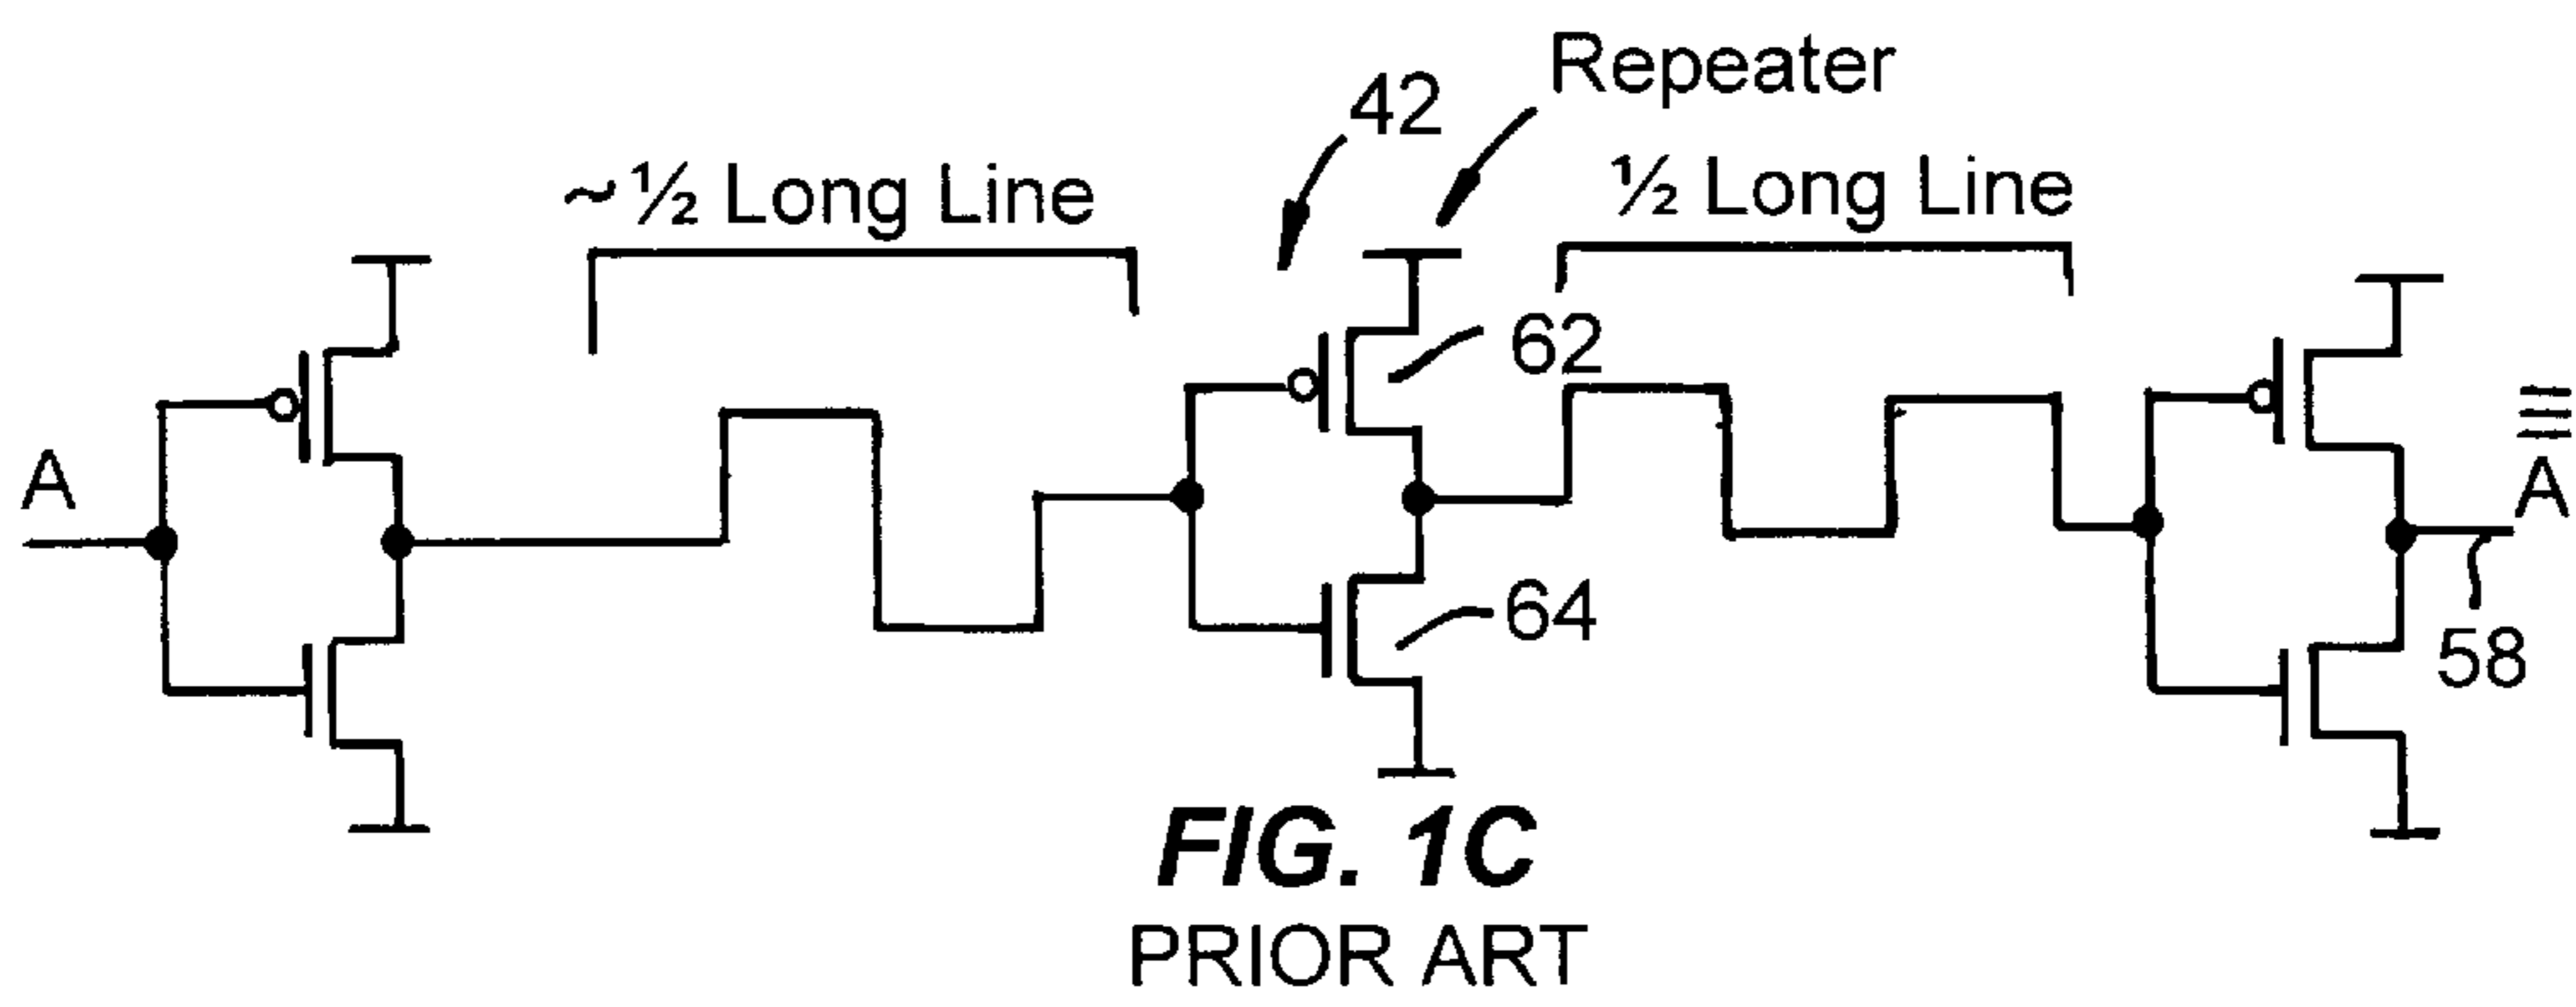 Repeater
42
~ ½ Long Line
½ Long Line
62
A
A̿̅
64
58
FIG. 1C
PRIOR ART